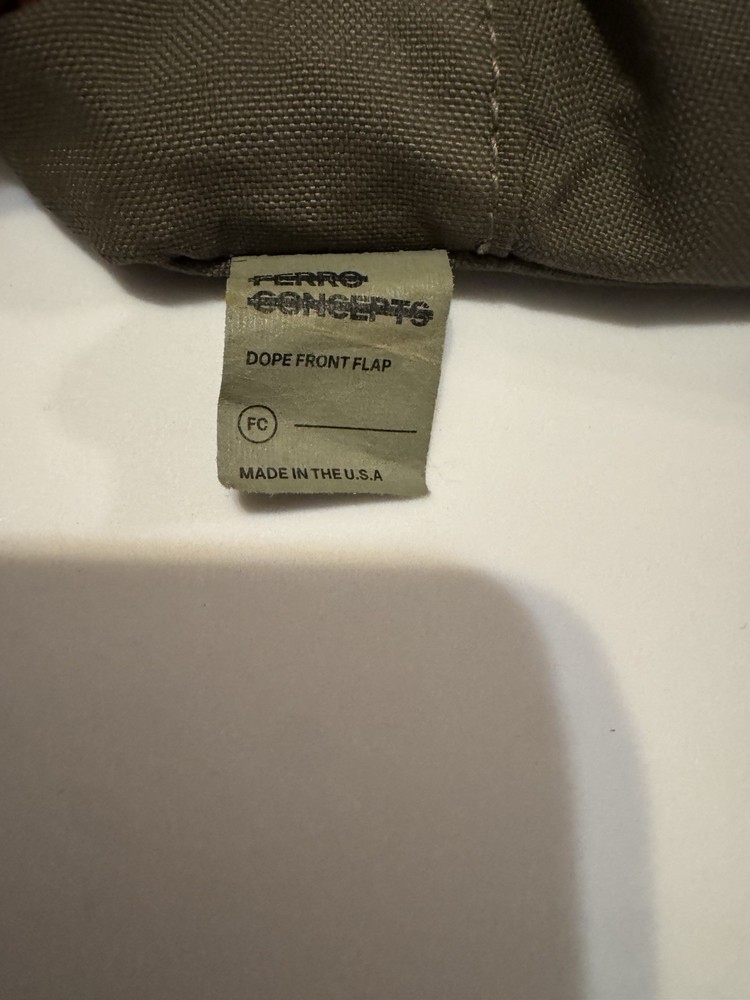 FERRO
CONCEPTS
DOPE FRONT FLAP
FC
MADE IN THE U.S.A